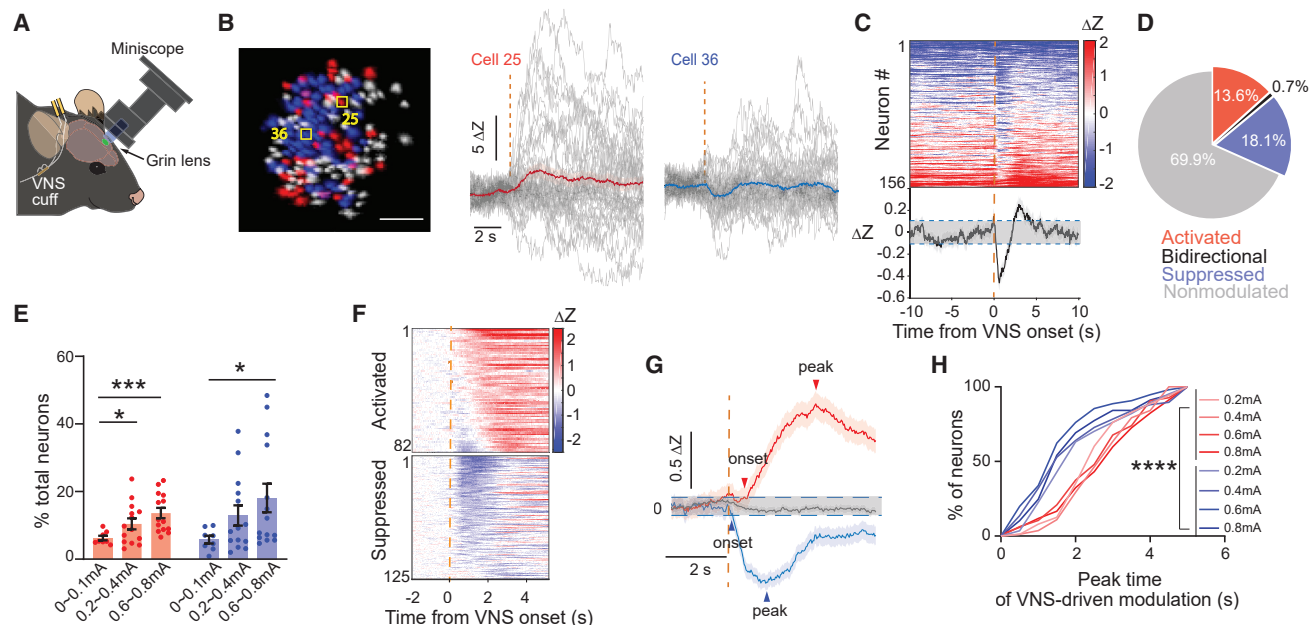 A
Miniscope
Grin lens
VNS
cuff
B
36
25
Cell 25
Cell 36
5 ΔZ
2 s
C
ΔZ
1
Neuron #
156
2
1
0
-1
-2
0.2
0
-0.2
-0.4
-0.6
ΔZ
-10
-5
0
5
10
Time from VNS onset (s)
D
13.6%
0.7%
18.1%
69.9%
Activated
Bidirectional
Suppressed
Nonmodulated
E
% total neurons
60
40
20
0
***
*
*
0~0.1mA
0.2~0.4mA
0.6~0.8mA
0~0.1mA
0.2~0.4mA
0.6~0.8mA
F
ΔZ
1
Activated
82
1
Suppressed
125
2
1
0
-1
-2
-2
0
2
4
Time from VNS onset (s)
G
peak
0.5 ΔZ
onset
0
onset
2 s
peak
H
% of neurons
100
50
0
****
0.2mA
0.4mA
0.6mA
0.8mA
0.2mA
0.4mA
0.6mA
0.8mA
0
2
4
6
Peak time
of VNS-driven modulation (s)